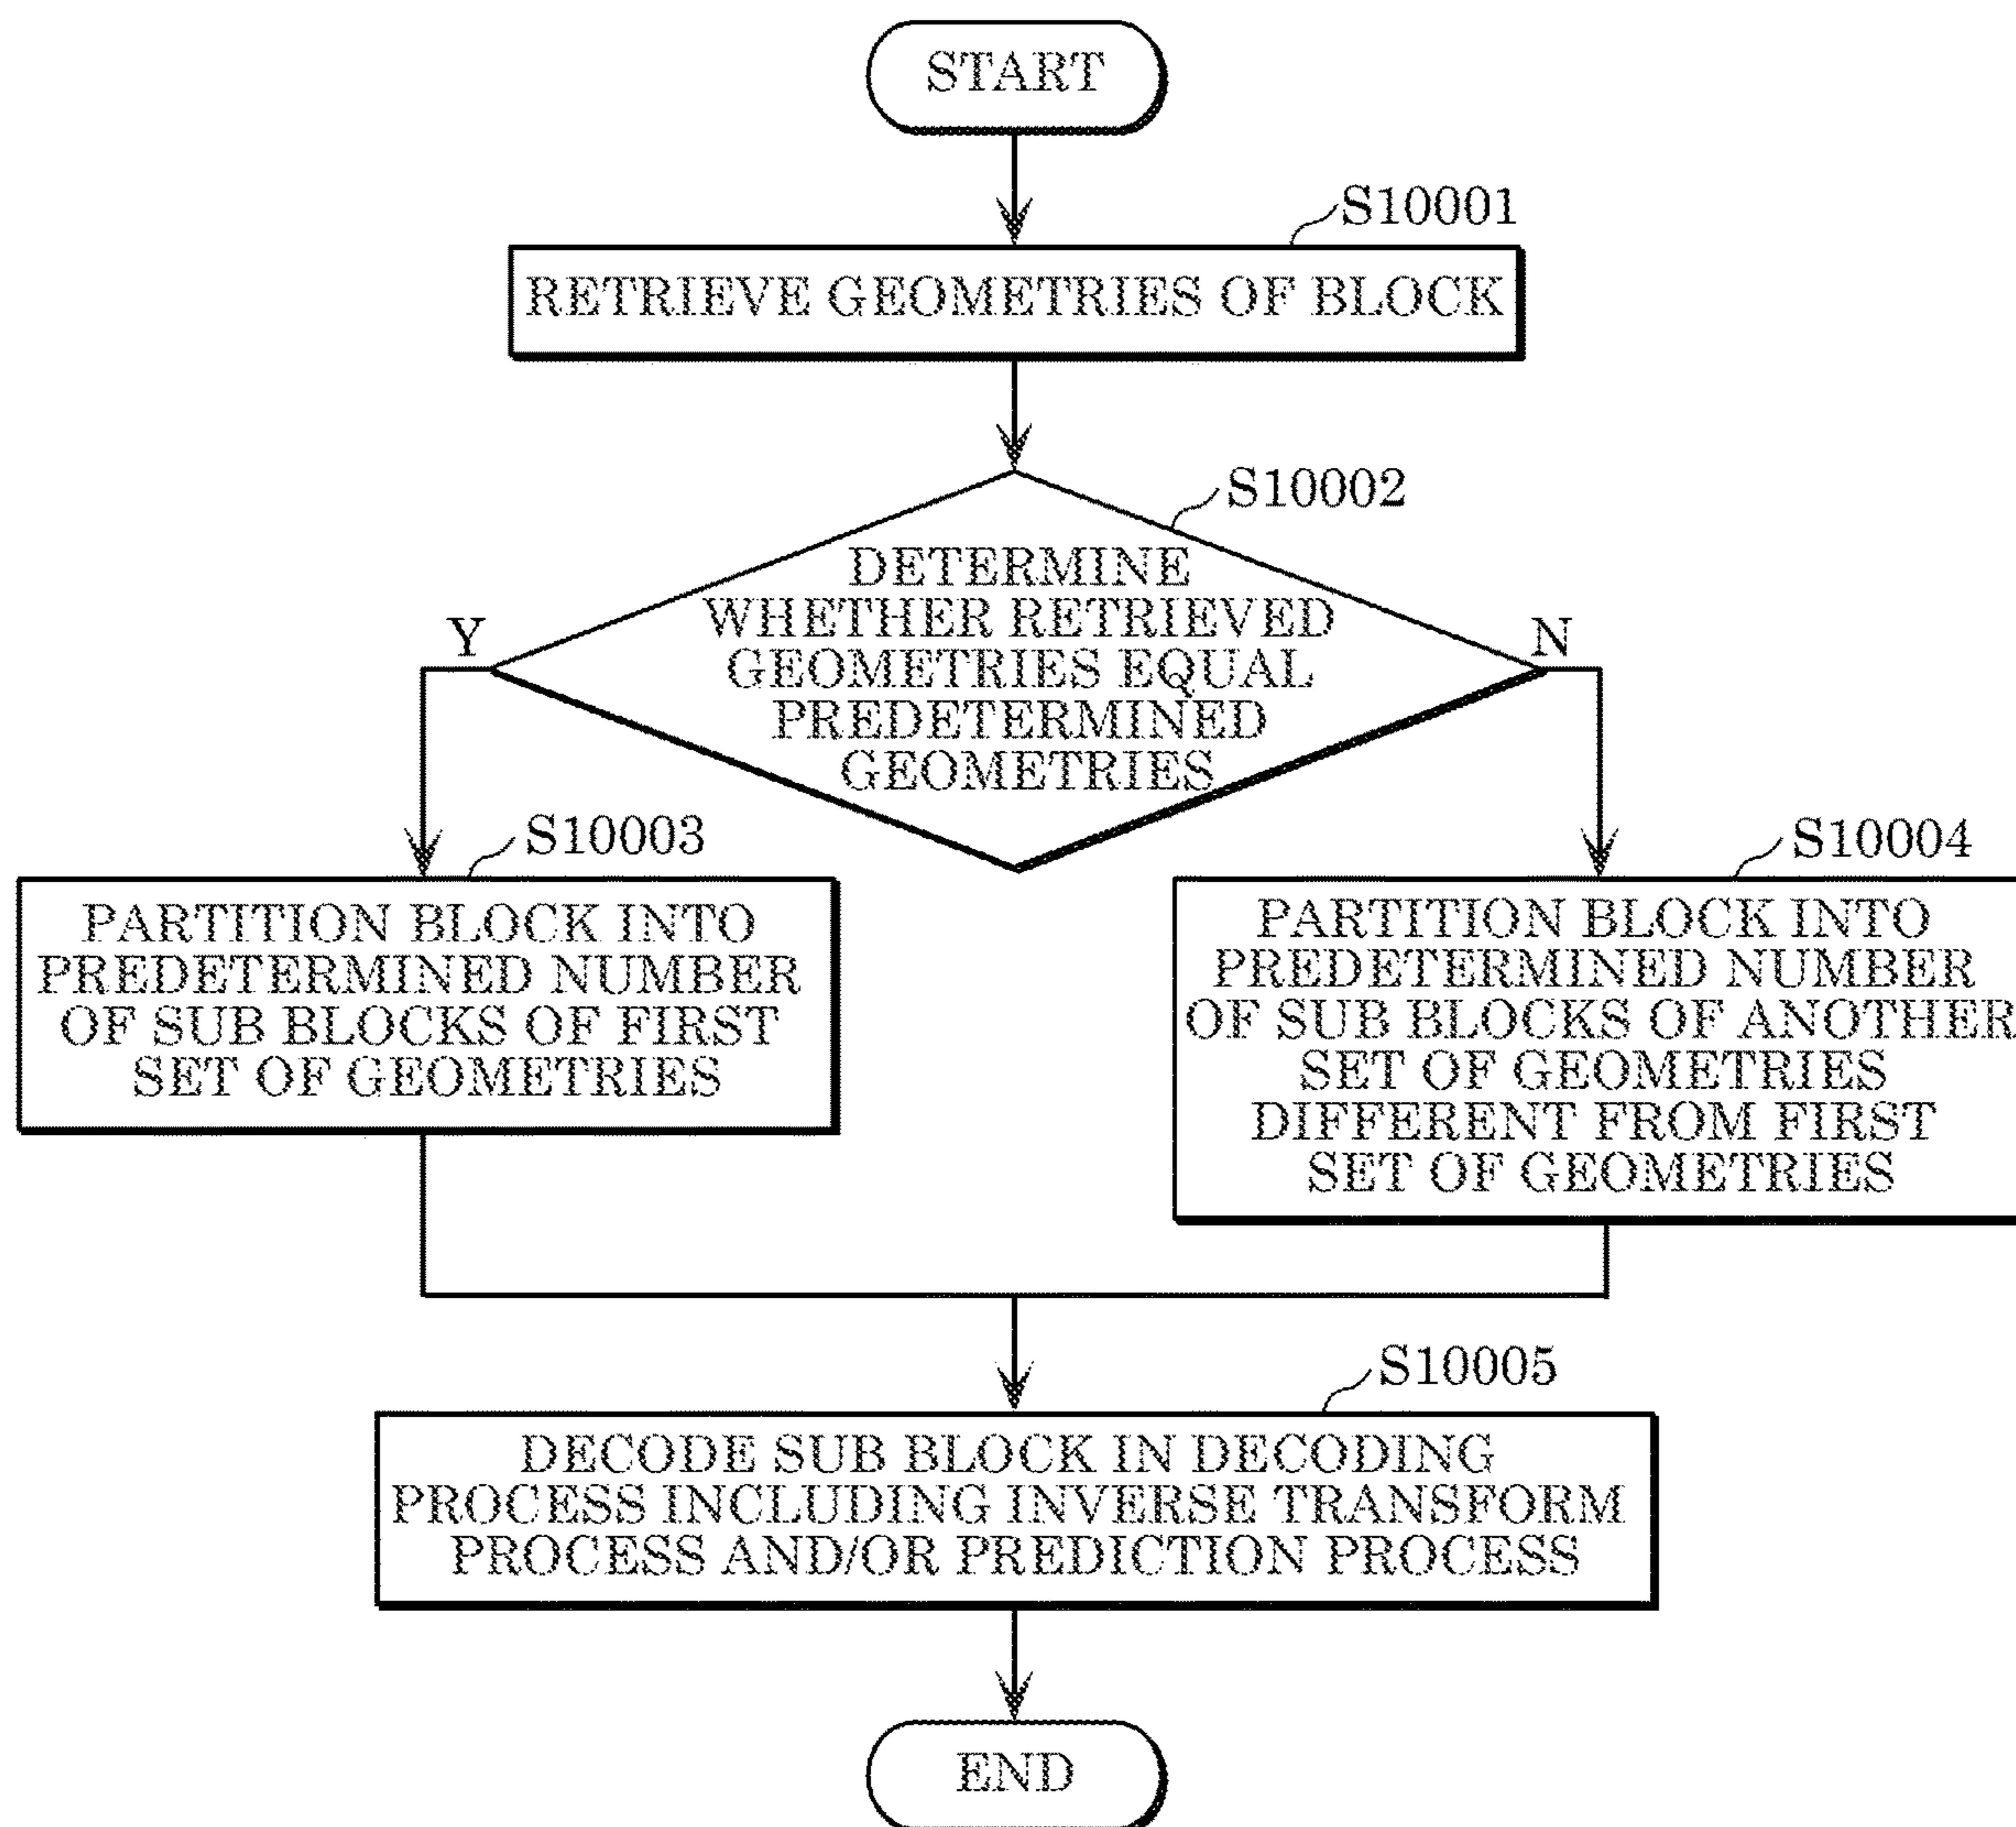 START
S10001
RETRIEVE GEOMETRIES OF BLOCK
S10002
DETERMINE
WHETHER RETRIEVED
GEOMETRIES EQUAL
PREDETERMINED
GEOMETRIES
Y
N
S10003
PARTITION BLOCK INTO
PREDETERMINED NUMBER
OF SUB BLOCKS OF FIRST
SET OF GEOMETRIES
S10004
PARTITION BLOCK INTO
PREDETERMINED NUMBER
OF SUB BLOCKS OF ANOTHER
SET OF GEOMETRIES
DIFFERENT FROM FIRST
SET OF GEOMETRIES
S10005
DECODE SUB BLOCK IN DECODING
PROCESS INCLUDING INVERSE TRANSFORM
PROCESS AND/OR PREDICTION PROCESS
END